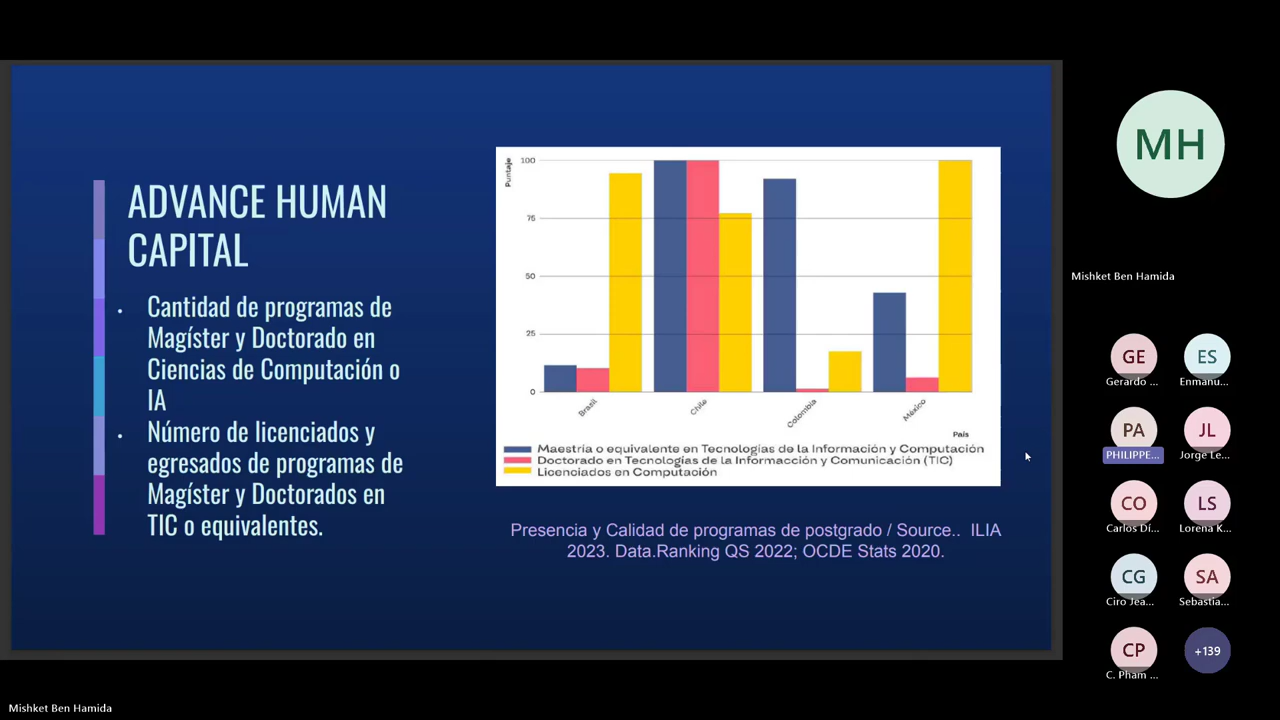 ADVANCE HUMAN
CAPITAL
• Cantidad de programas de
Magíster y Doctorado en
Ciencias de Computación o
IA
• Número de licenciados y
egresados de programas de
Magíster y Doctorados en
TIC o equivalentes.
Puntaje
100
75
50
25
0
Brasil
Chile
Colombia
México
País
Maestría o equivalente en Tecnologías de la Información y Computación
Doctorado en Tecnologías de la Informacción y Comunicación (TIC)
Licenciados en Computación
Presencia y Calidad de programas de postgrado / Source.. ILIA
2023. Data.Ranking QS 2022; OCDE Stats 2020.
MH
Mishket Ben Hamida
GE
Gerardo ...
ES
Enmanu...
PA
PHILIPPE...
JL
Jorge Le...
CO
Carlos Dí...
LS
Lorena K...
CG
Ciro Jea...
SA
Sebastia...
CP
C. Pham ...
+139
Mishket Ben Hamida